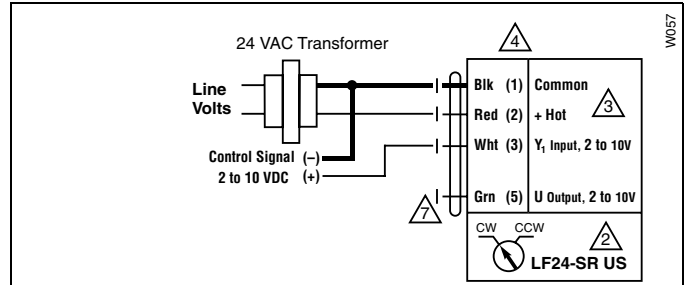 W057
24 VAC Transformer
4
Line
Volts
Blk (1) Common
Red (2) + Hot
3
Wht (3) Y₁ Input, 2 to 10V
Control Signal (–)
2 to 10 VDC (+)
Grn (5) U Output, 2 to 10V
7
CW CCW
2
LF24-SR US